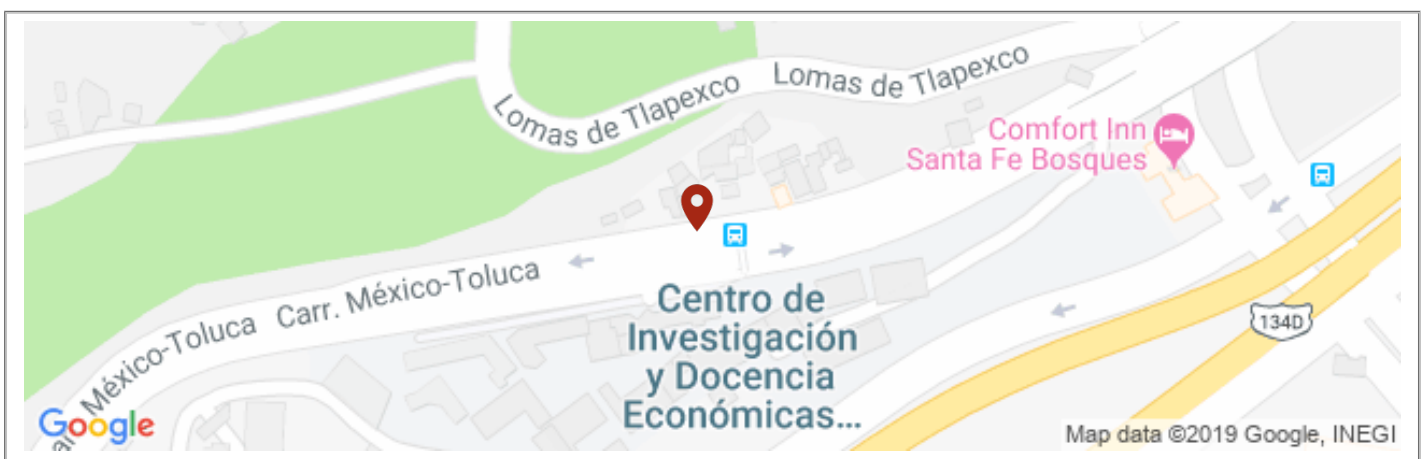 Lomas de Tlapexco
Lomas de Tlapexco
Comfort Inn
Santa Fe Bosques
Carr. México-Toluca
México-Toluca
134D
Centro de
Investigación
y Docencia
Económicas...
Google
Map data ©2019 Google, INEGI